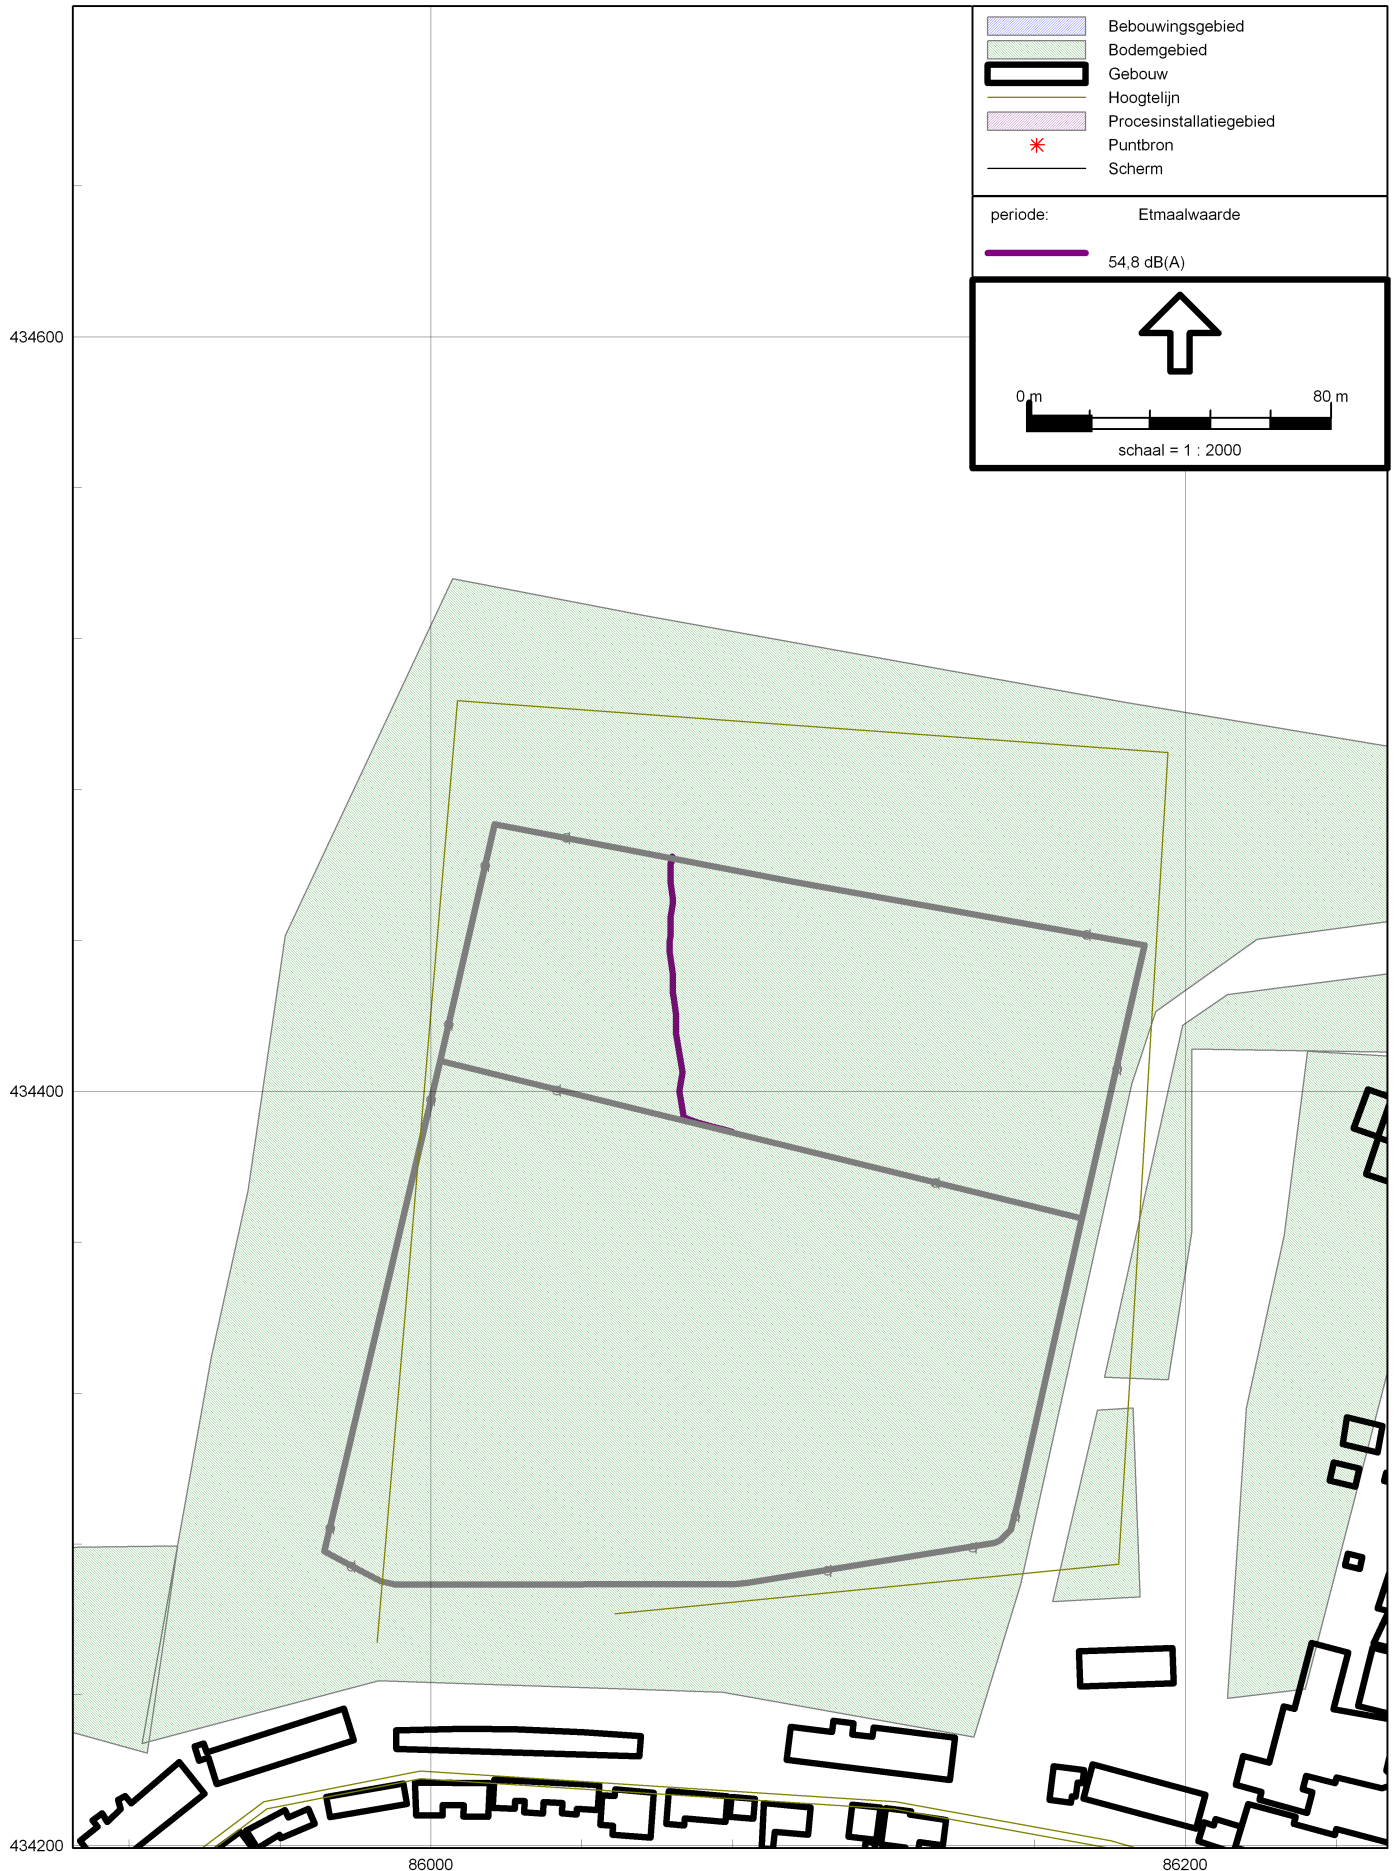 Bebouwingsgebied
Bodemgebied
Gebouw
Hoogtelijn
Procesinstallatiegebied
Puntbron
Scherm
periode: Etmaalwaarde
54,8 dB(A)
0 m 80 m
schaal = 1 : 2000
434600
434400
434200
86000 86200